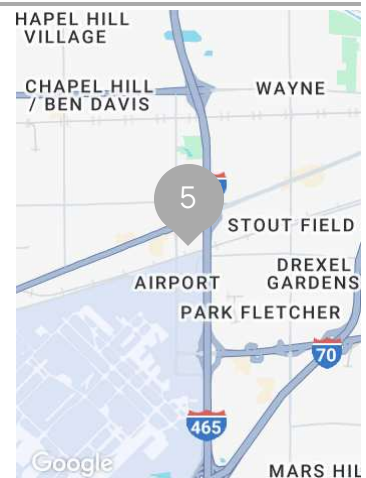 HAPEL HILL
VILLAGE
CHAPEL HILL
/ BEN DAVIS
WAYNE
5
STOUT FIELD
DREXEL
GARDENS
AIRPORT
PARK FLETCHER
70
465
Google
MARS HIL